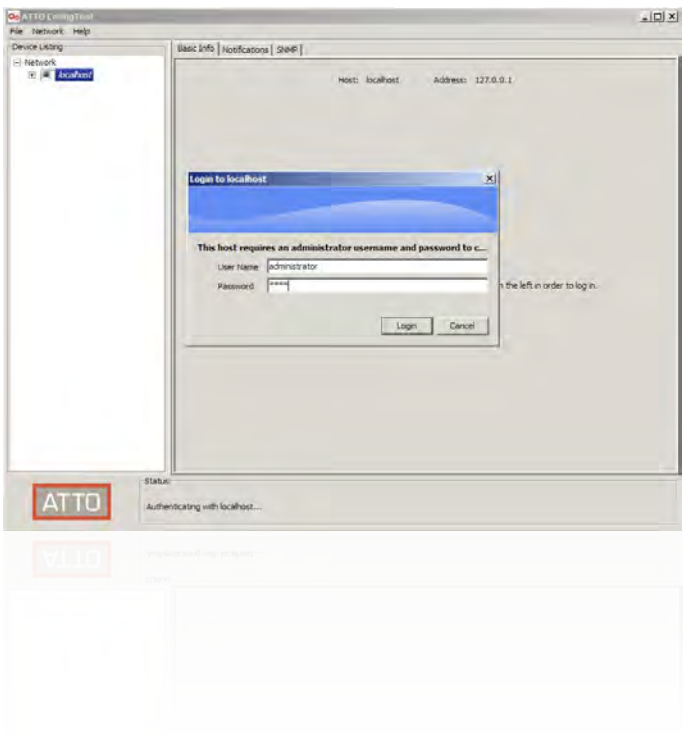 ATTO ConfigTool
File Network Help
Device Listing
Basic Info Notifications SNMP
Network
localhost
Host: localhost Address: 127.0.0.1
Login to localhost
This host requires an administrator username and password to c...
User Name administrator
Password ****
n the left in order to log in.
Login Cancel
Status:
ATTO
Authenticating with localhost...